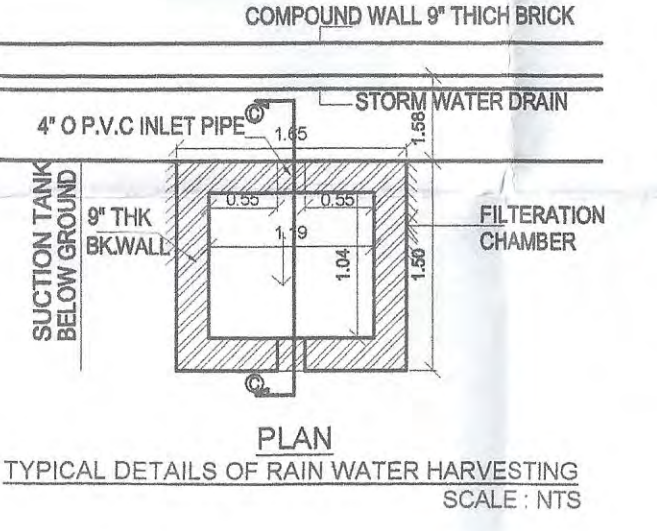 COMPOUND WALL 9" THICH BRICK
STORM WATER DRAIN
4" O P.V.C INLET PIPE
C
1.65
1.58
SUCTION TANK
BELOW GROUND
9" THK
BK.WALL
0.55
0.55
1.19
1.04
1.50
FILTERATION
CHAMBER
C
PLAN
TYPICAL DETAILS OF RAIN WATER HARVESTING
SCALE : NTS